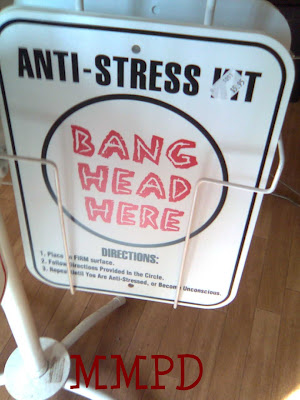 ANTI-STRESS KIT
BANG
HEAD
HERE
DIRECTIONS:
1. Place on FIRM surface.
2. Follow Directions Provided in the Circle.
3. Repeat Until You Are Anti-Stressed, or Become Unconscious.
MMPD